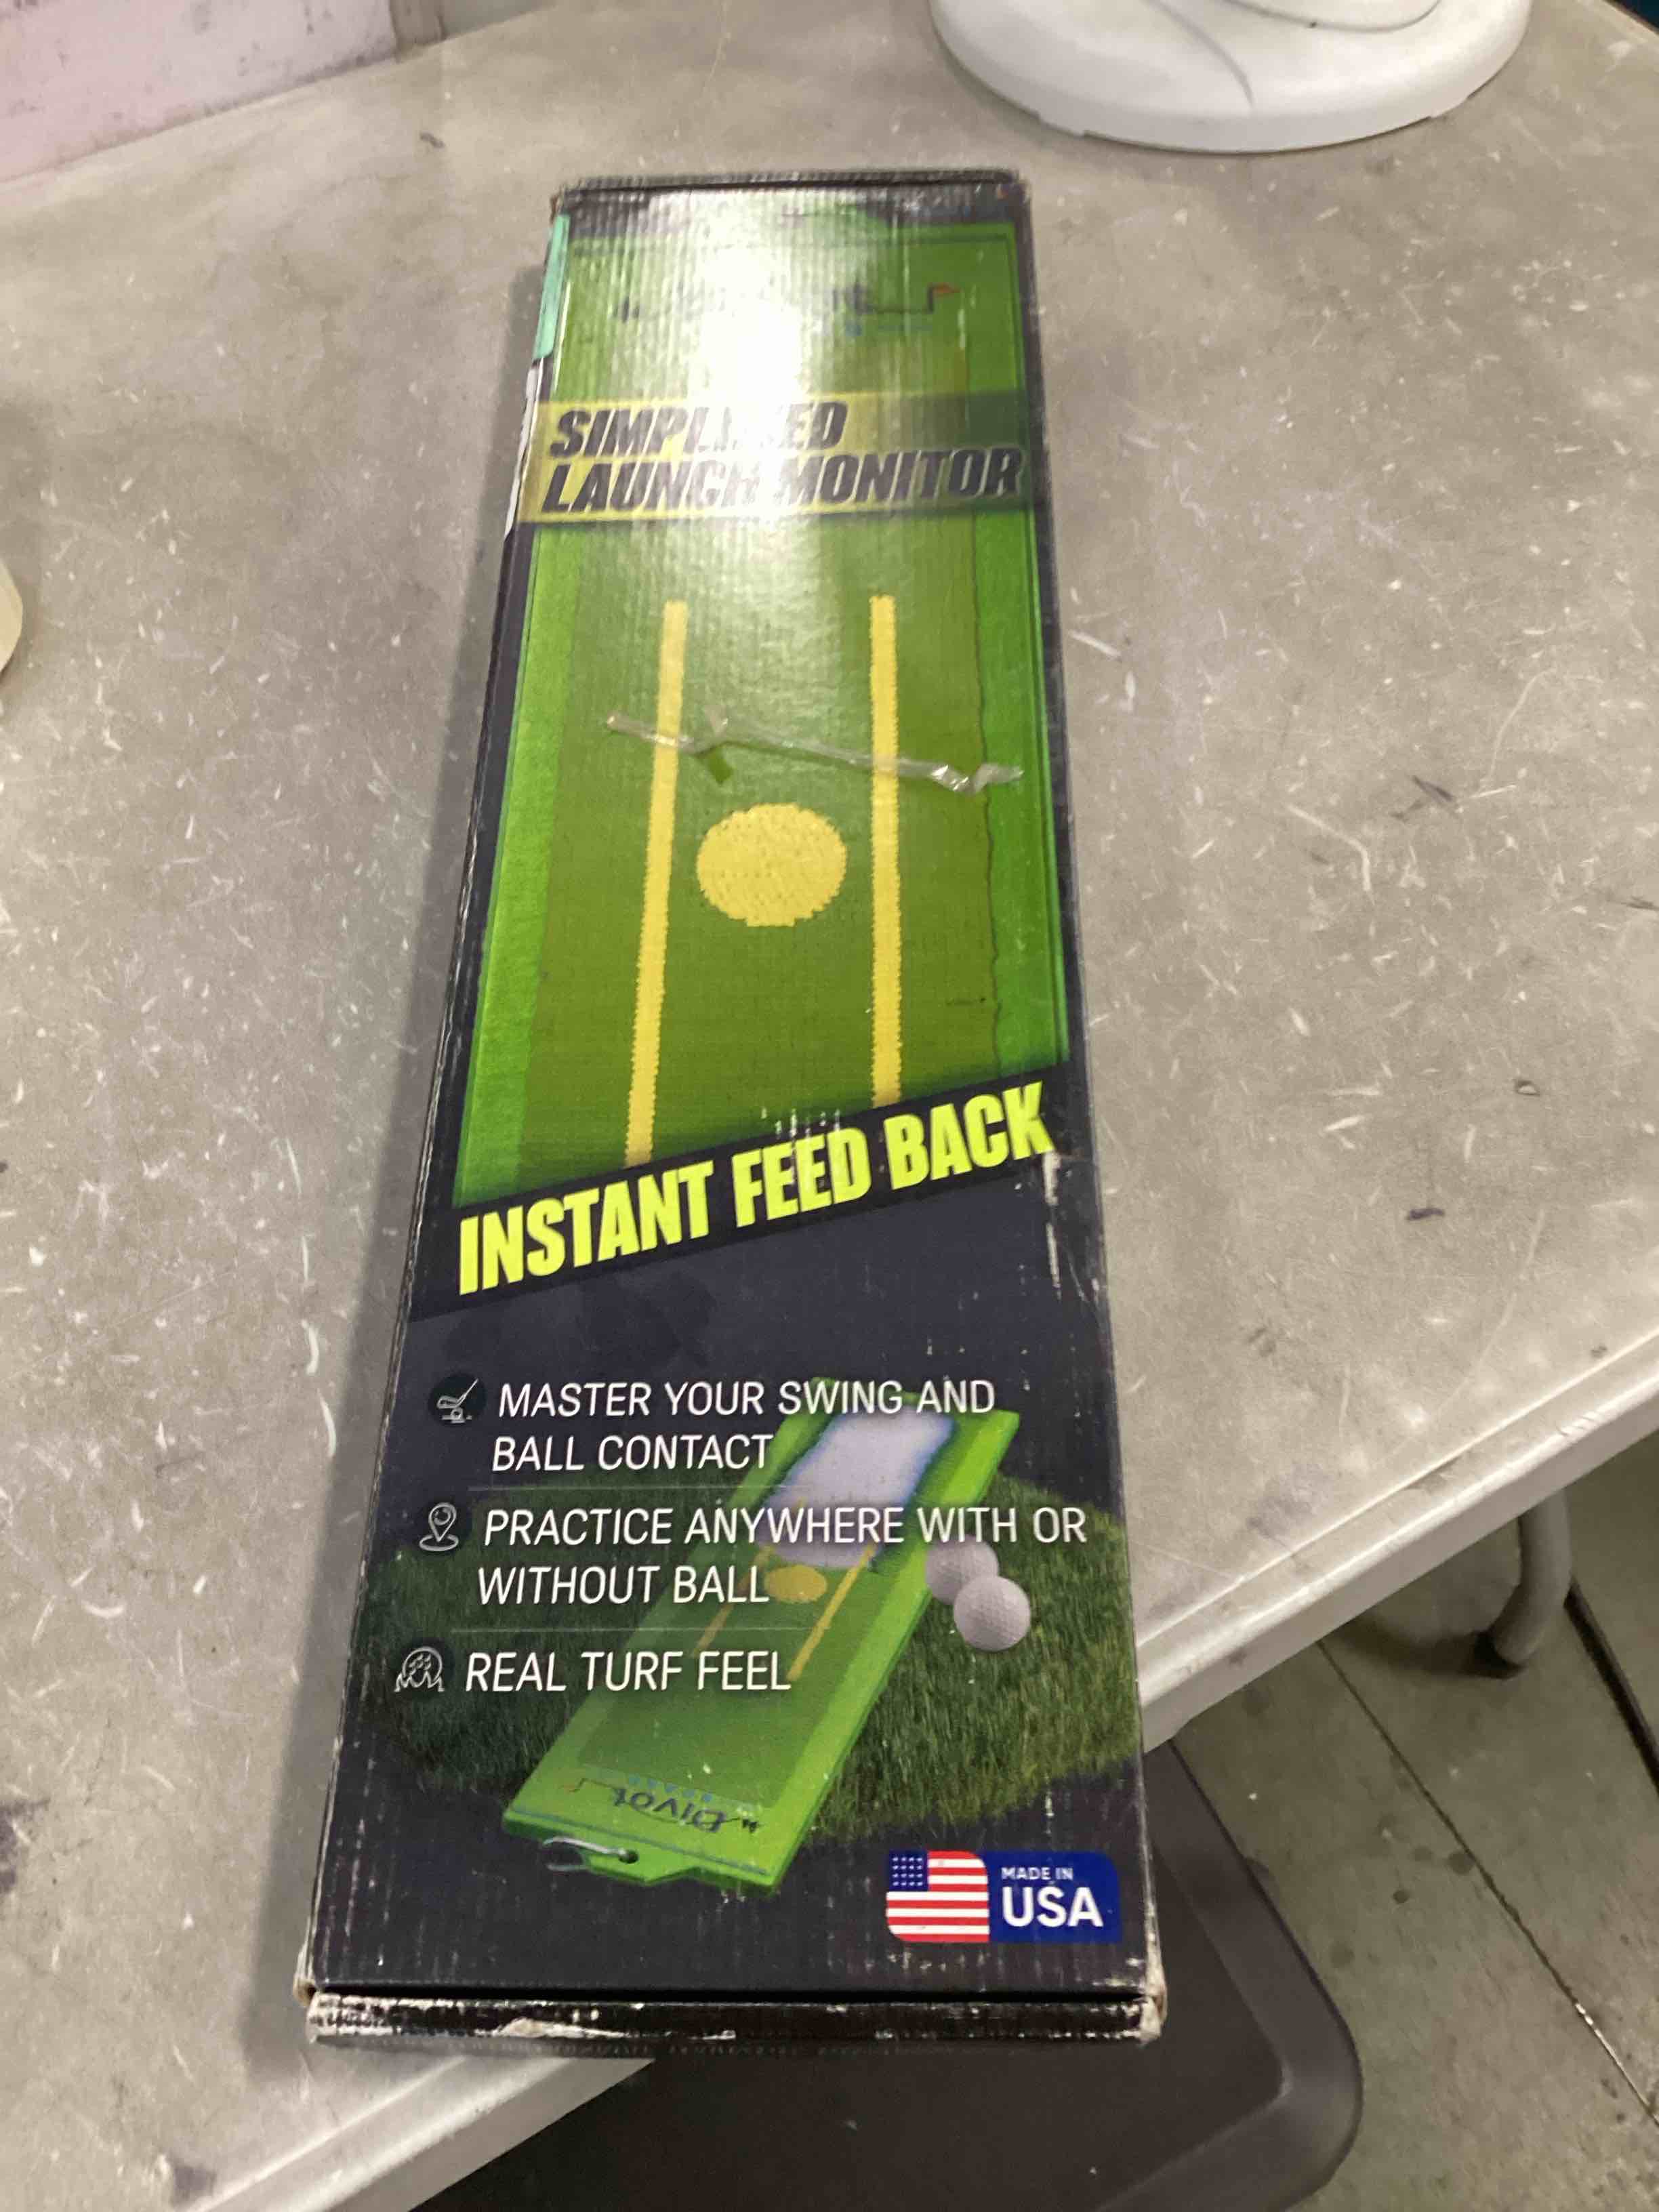 LAUNCH MONITOR
INSTANT FEED BACK
MASTER YOUR SWING AND
BALL CONTACT
PRACTICE ANYWHERE WITH OR
WITHOUT BALL
REAL TURF FEEL
Divot
MADE IN
USA